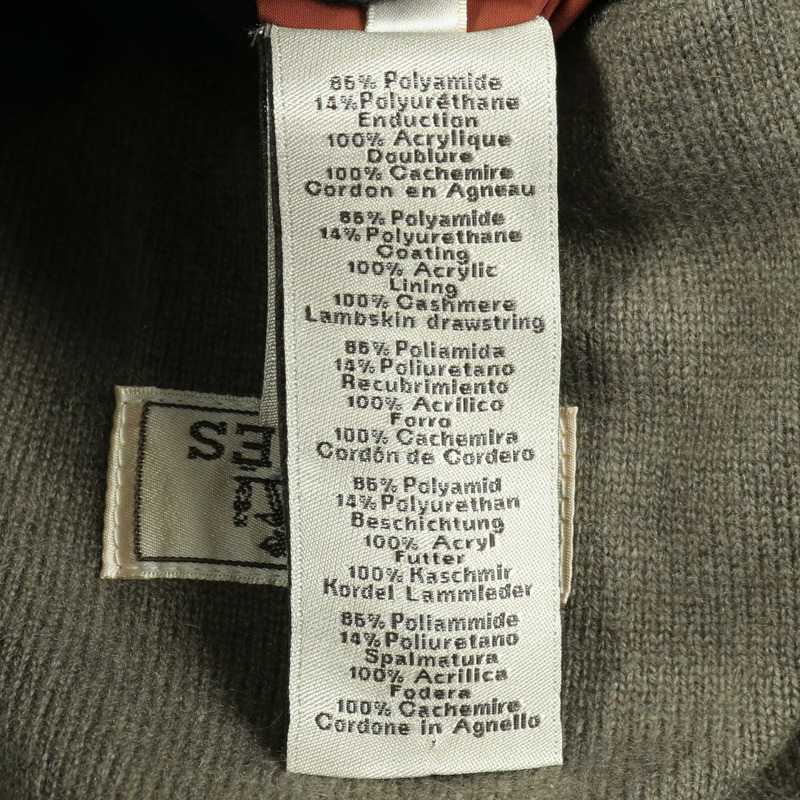 86% Polyamide
14% Polyuréthane
Enduction
100% Acrylique
Doublure
100% Cachemire
Cordon en Agneau
86% Polyamide
14% Polyurethane
Coating
100% Acrylic
Lining
100% Cashmere
Lambskin drawstring
86% Poliamida
14% Poliuretano
Recubrimiento
100% Acrílico
Forro
100% Cachemira
Cordón de Cordero
86% Polyamid
14% Polyurethan
Beschichtung
100% Acryl
Futter
100% Kaschmir
Kordel Lammleder
86% Poliammide
14% Poliuretano
Spalmatura
100% Acrilica
Fodera
100% Cachemire
Cordone in Agnello